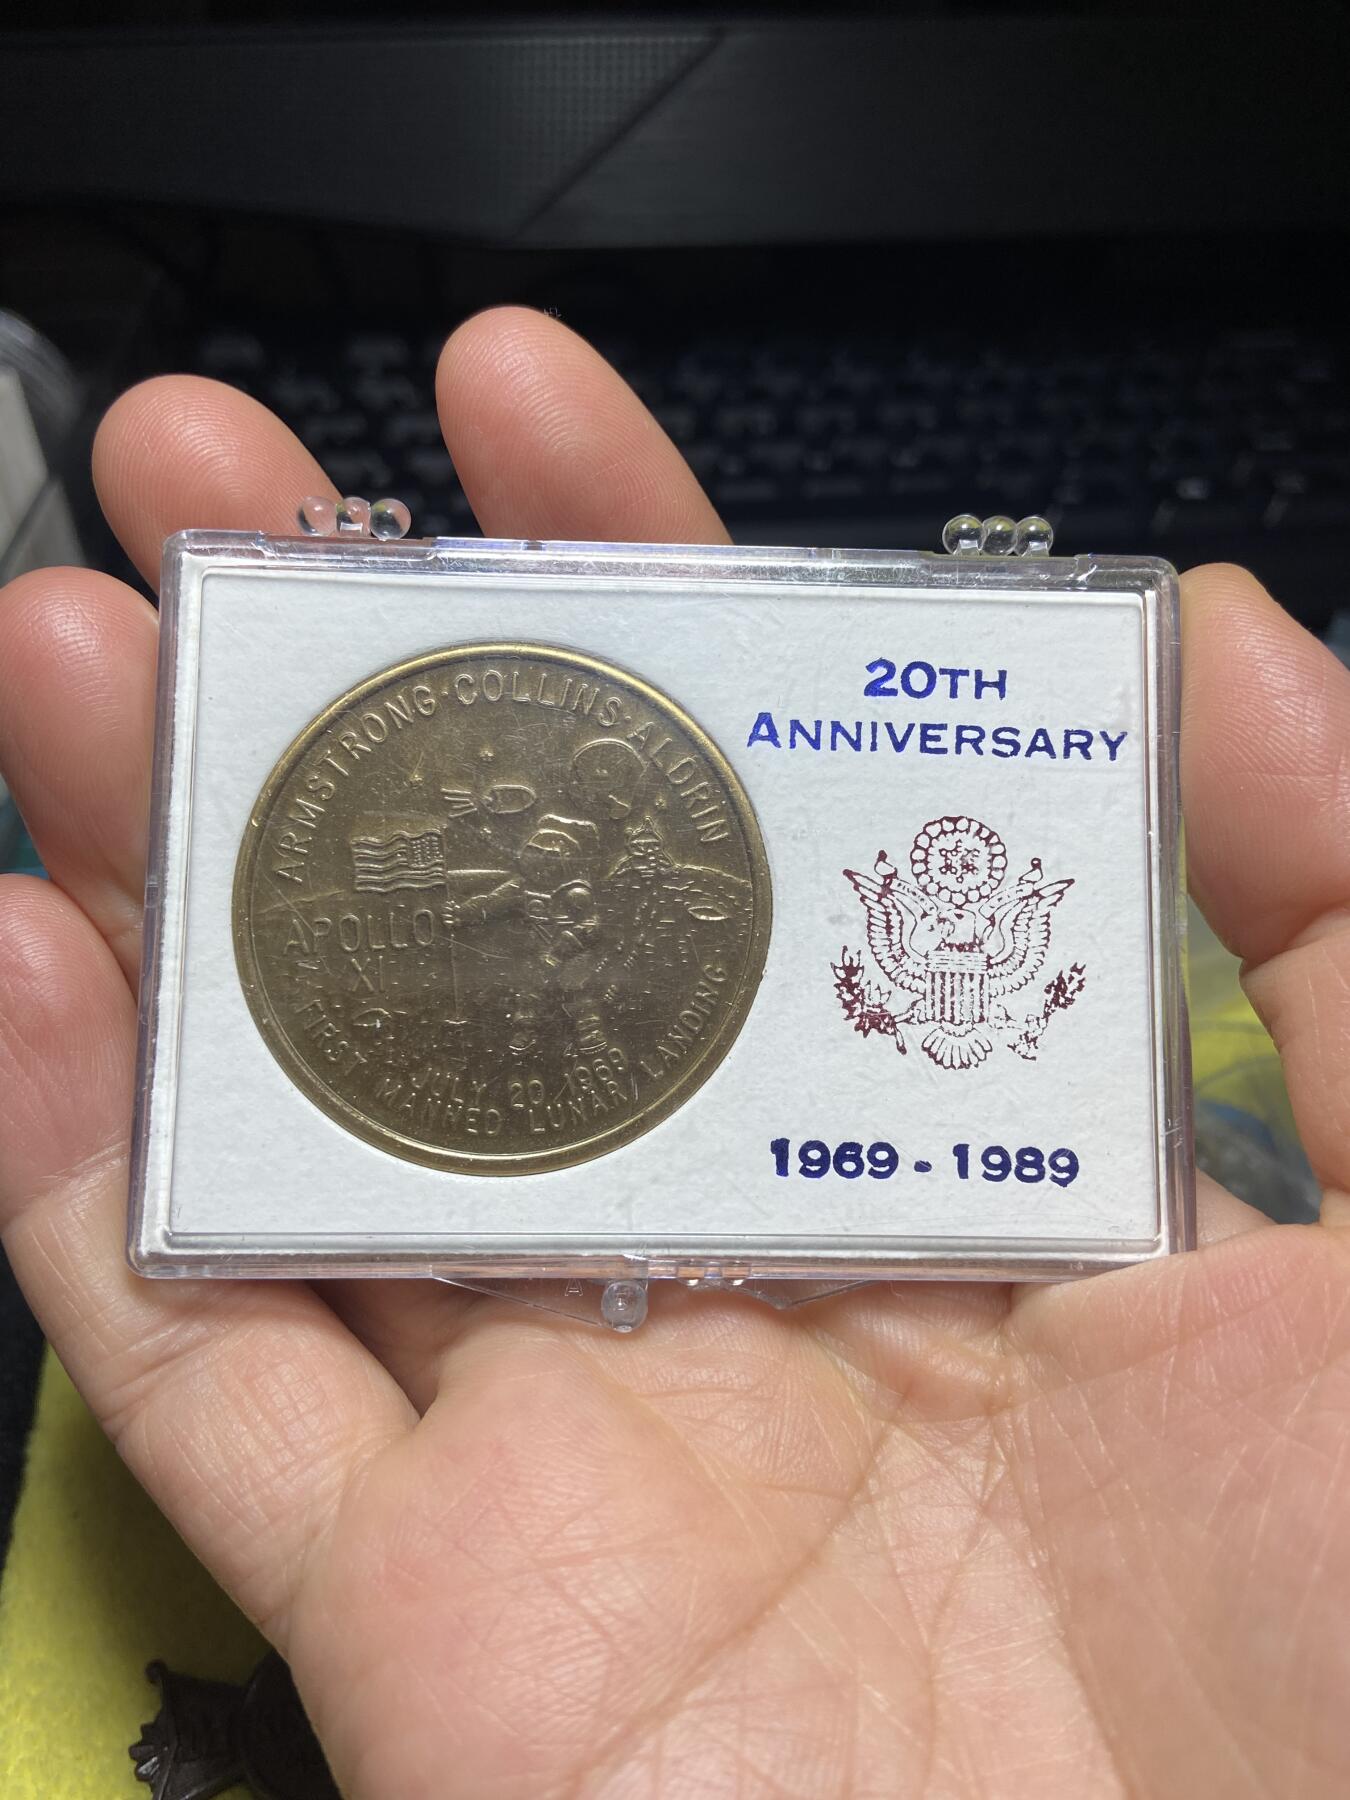 ARMSTRONG·COLLINS·ALDRIN
APOLLO
XI
JULY 20, 1969
FIRST MANNED LUNAR LANDING
20TH
ANNIVERSARY
1969-1989